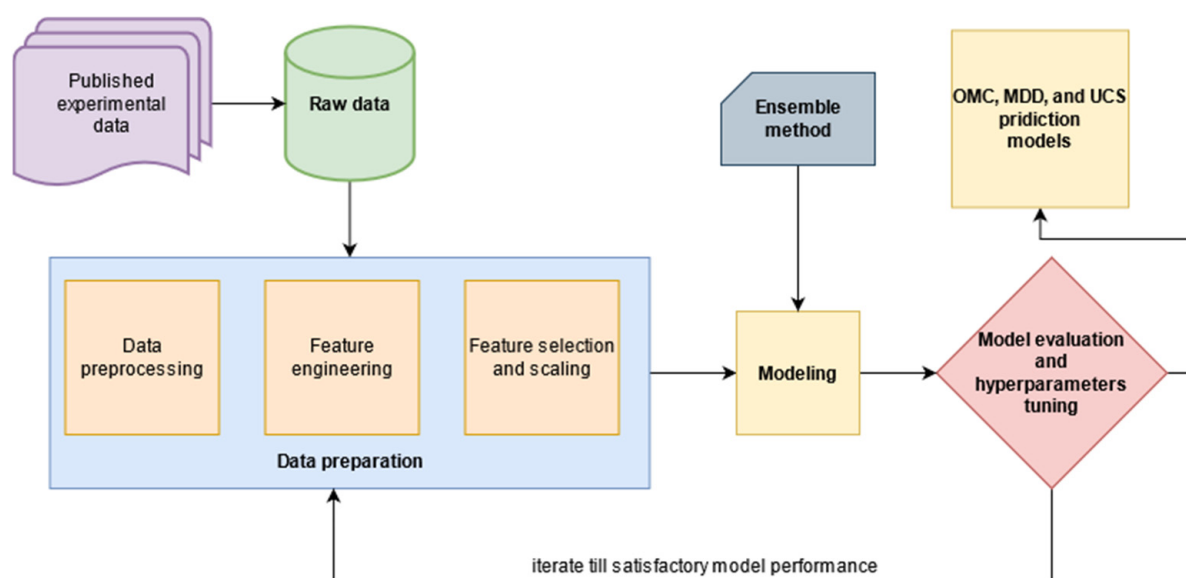 Published
experimental
data
Raw data
Ensemble
method
OMC, MDD, and UCS
pridiction
models
Data
preprocessing
Feature
engineering
Feature selection
and scaling
Data preparation
Modeling
Model evaluation
and
hyperparameters
tuning
iterate till satisfactory model performance